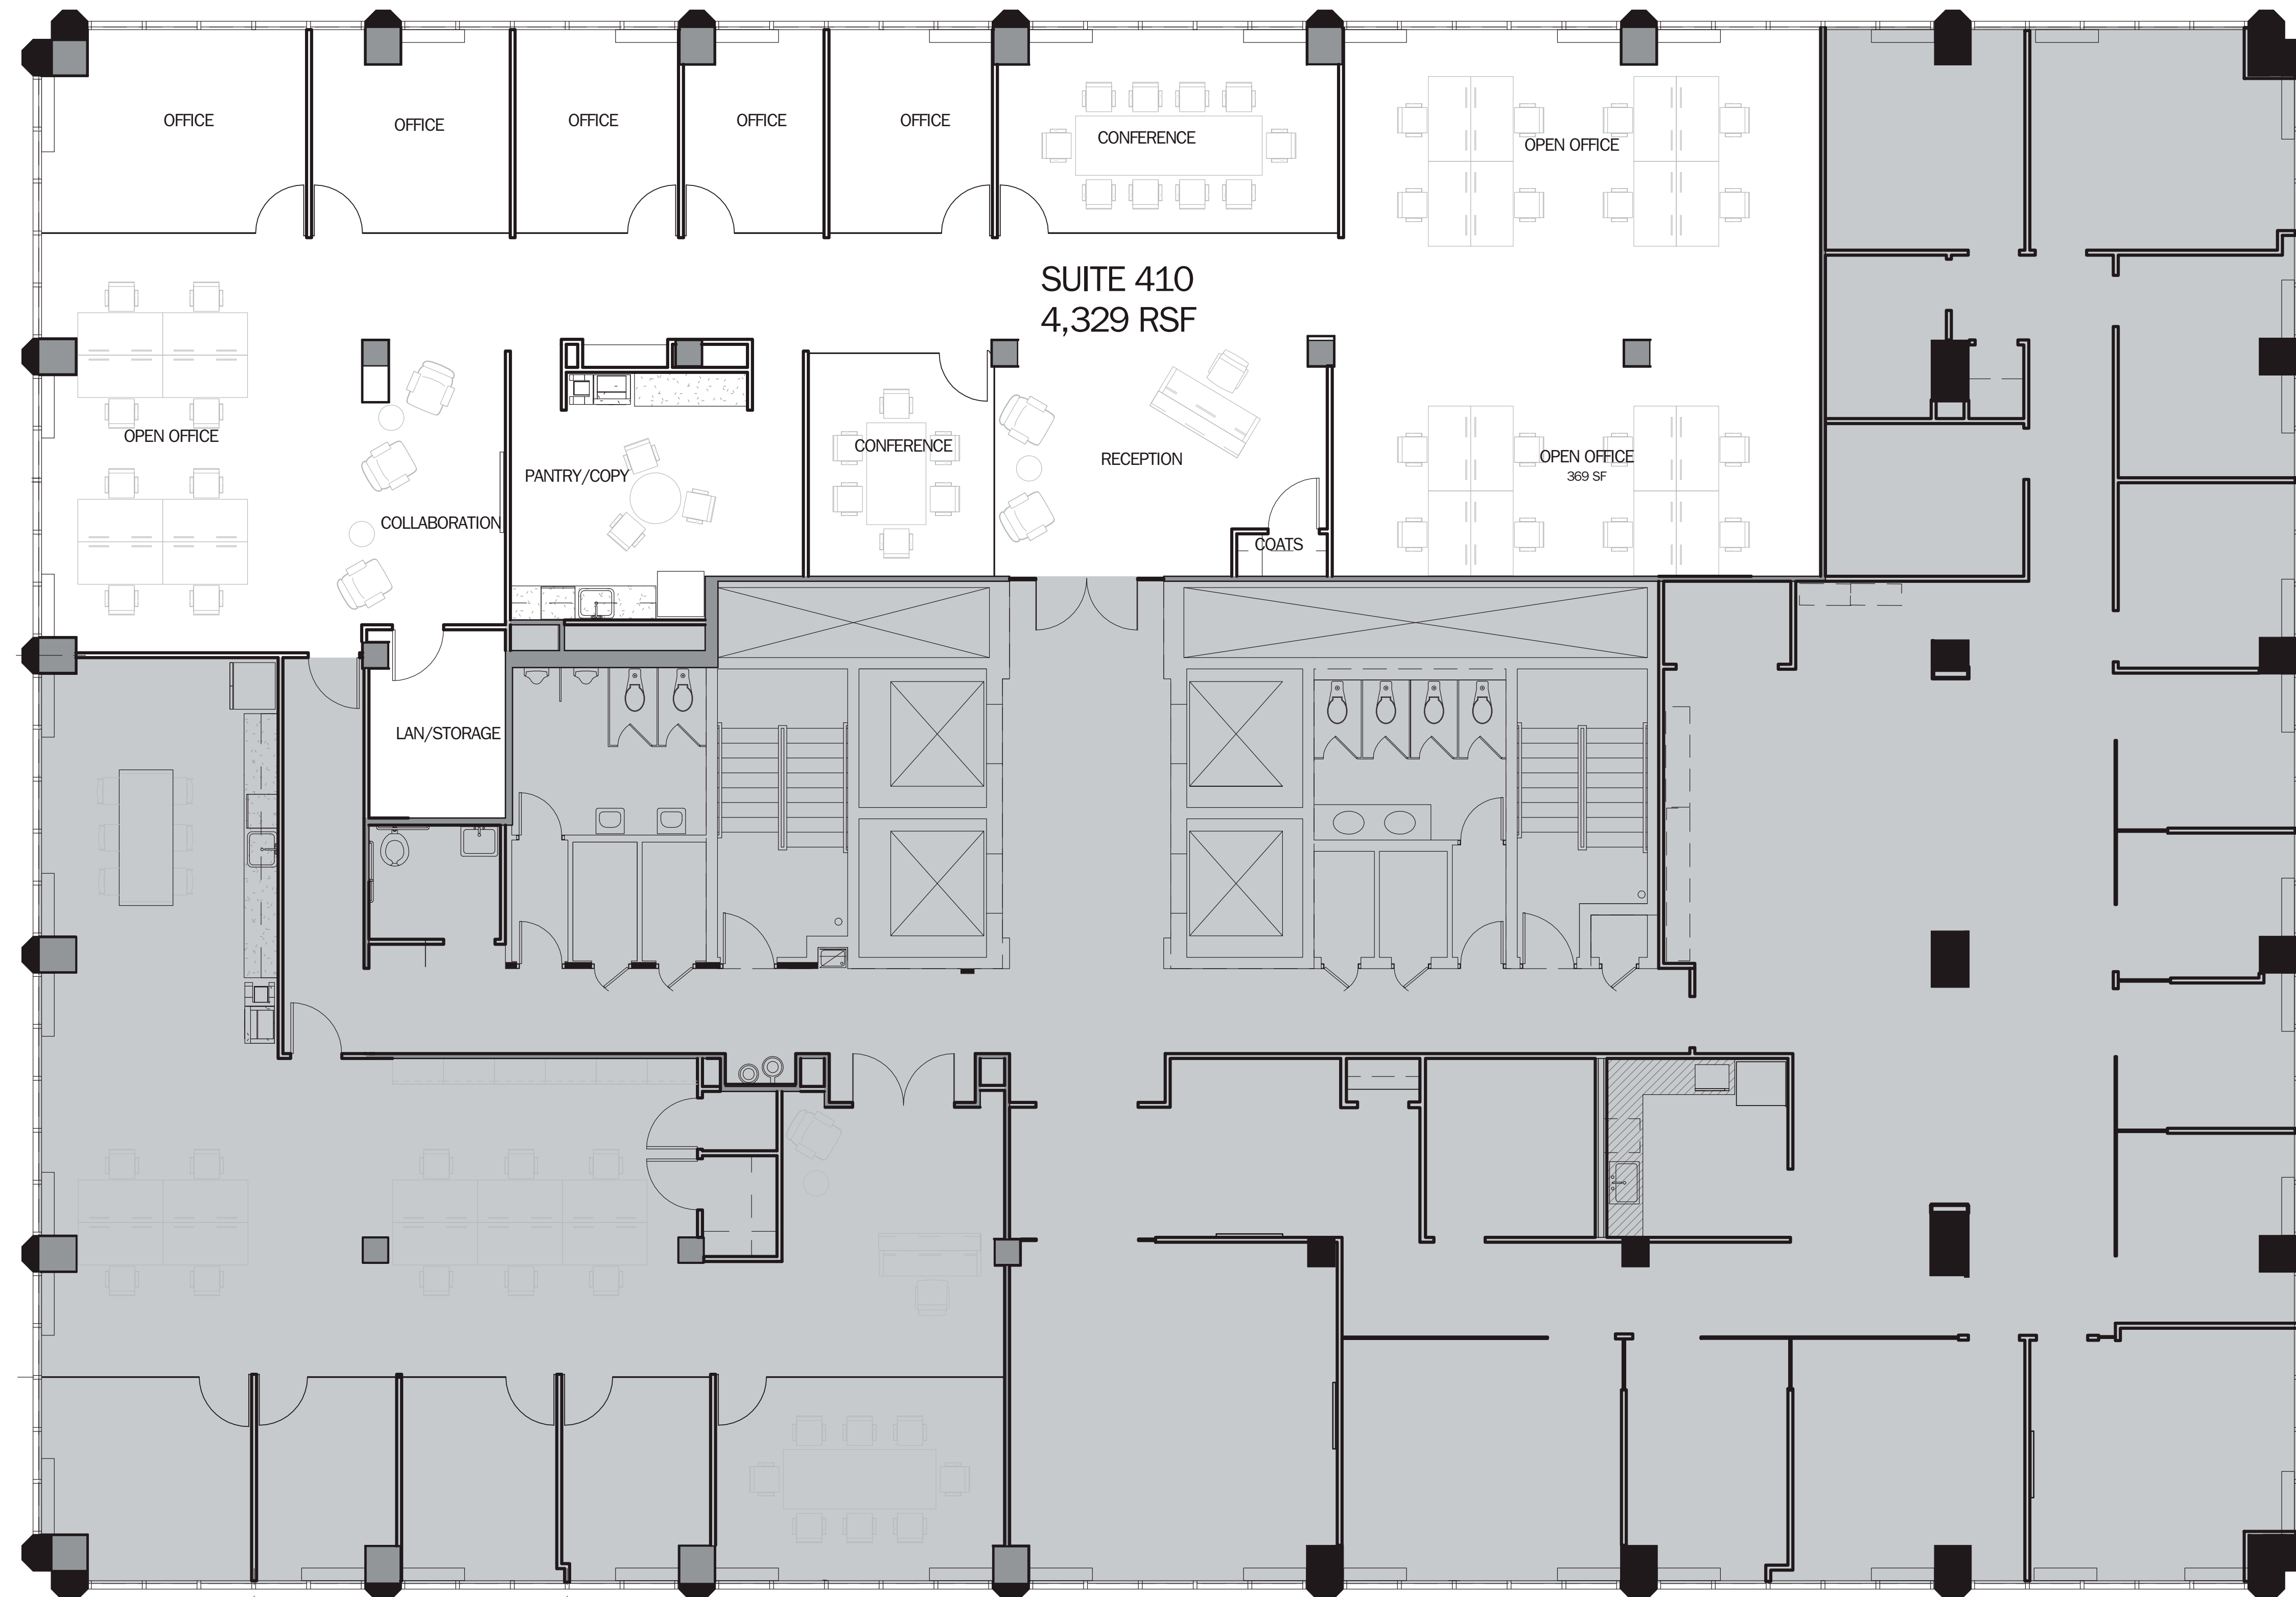 OFFICE
OFFICE
OFFICE
OFFICE
OFFICE
CONFERENCE
OPEN OFFICE
SUITE 410
4,329 RSF
OPEN OFFICE
COLLABORATION
PANTRY/COPY
CONFERENCE
RECEPTION
COATS
OPEN OFFICE
369 SF
LAN/STORAGE